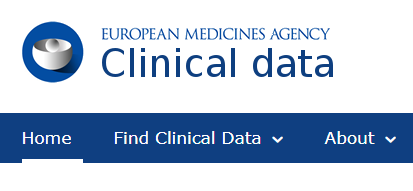 EUROPEAN MEDICINES AGENCY
Clinical data
Home Find Clinical Data About